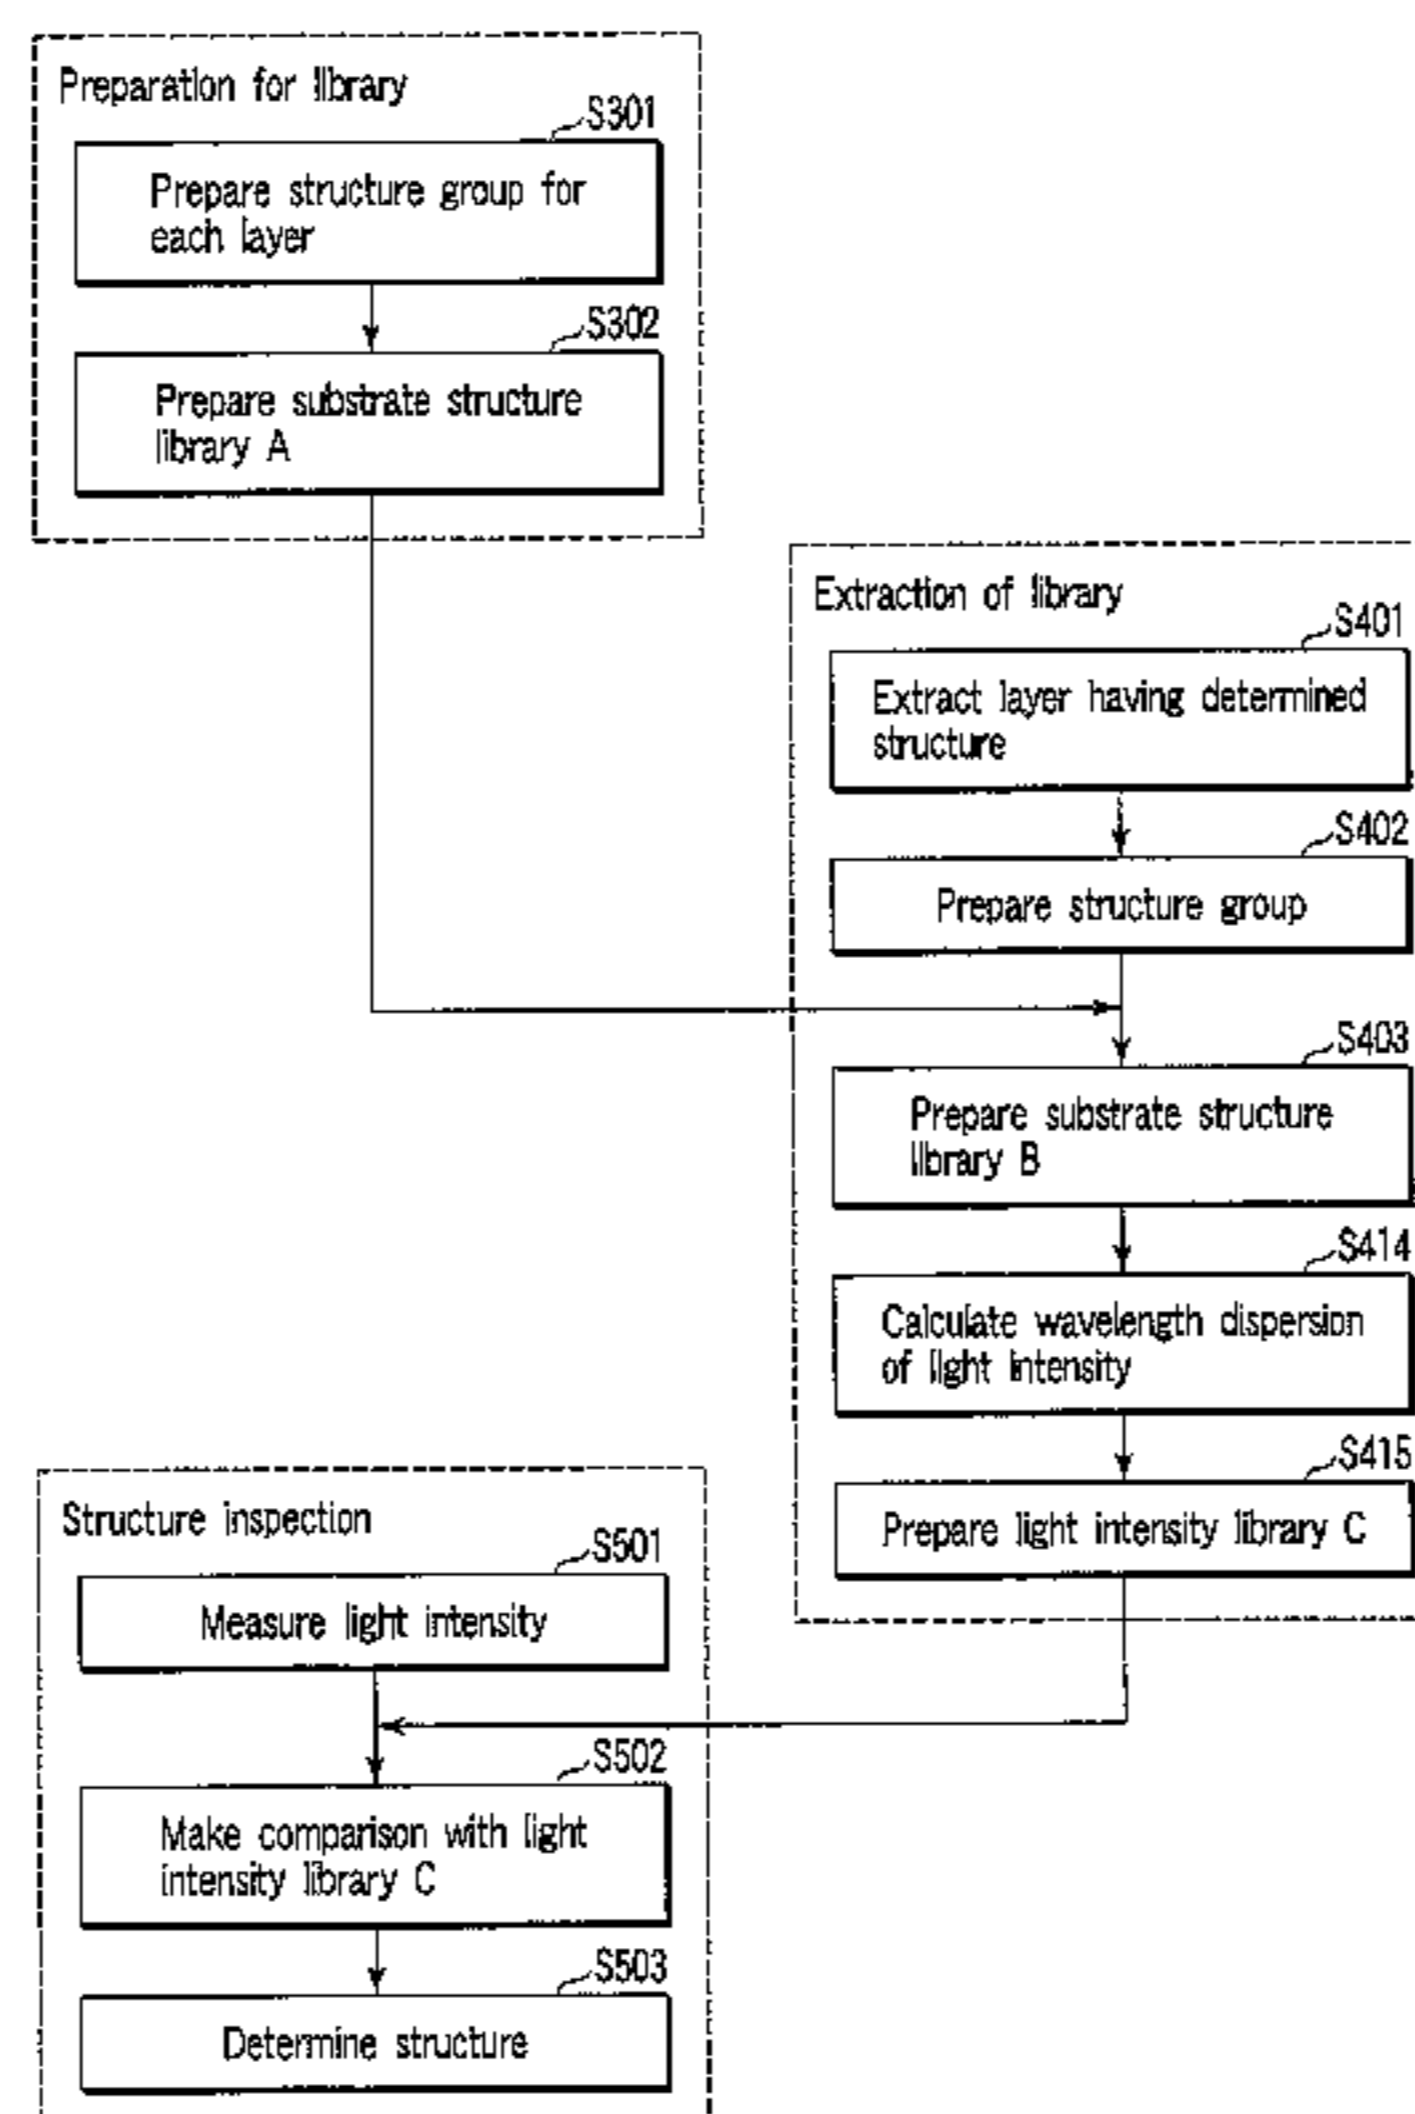 Preparation for library
S301
Prepare structure group for
each layer
S302
Prepare substrate structure
library A
Extraction of library
S401
Extract layer having determined
structure
S402
Prepare structure group
S403
Prepare substrate structure
library B
S414
Calculate wavelength dispersion
of light intensity
S415
Prepare light intensity library C
Structure inspection
S501
Measure light intensity
S502
Make comparison with light
intensity library C
S503
Determine structure